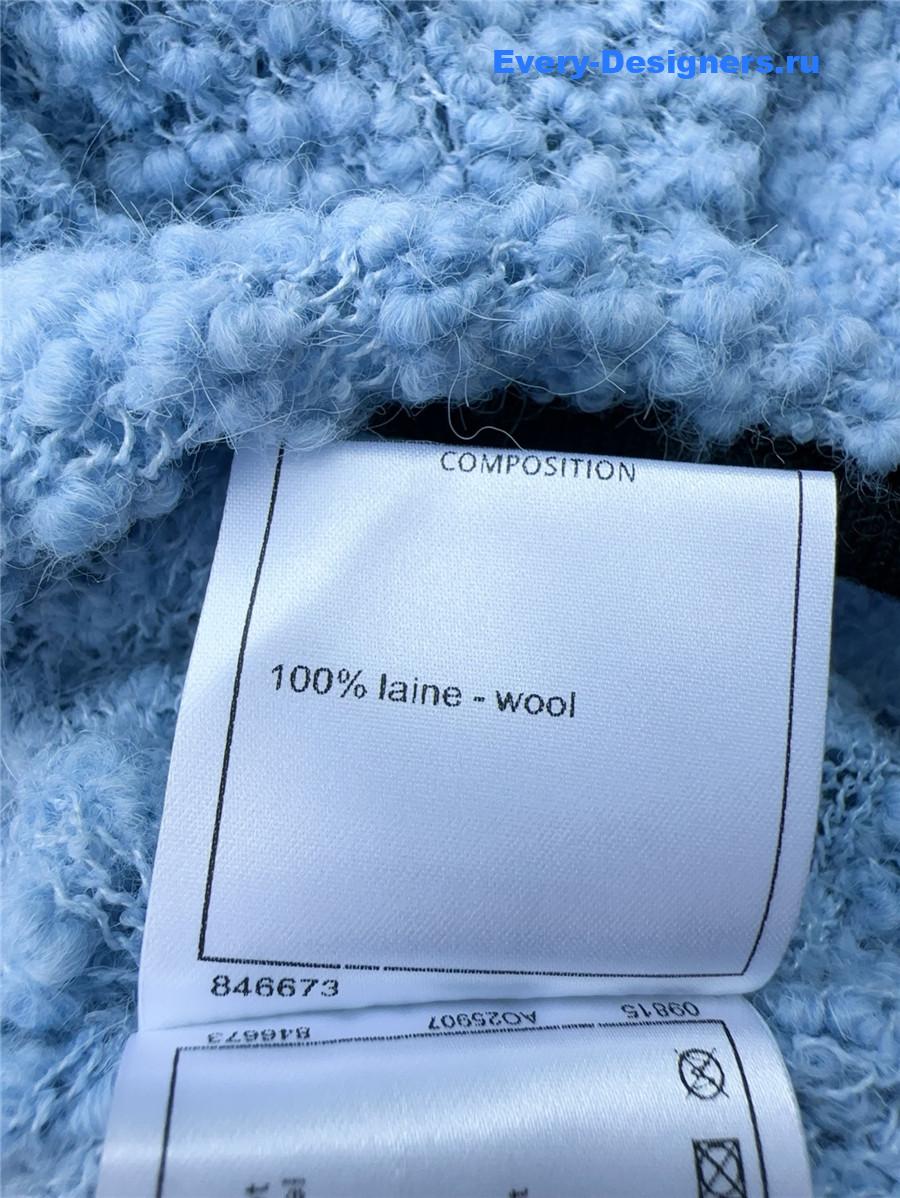 Every-Designers.ru
COMPOSITION
100% laine - wool
846673
846673 AO25907 09815